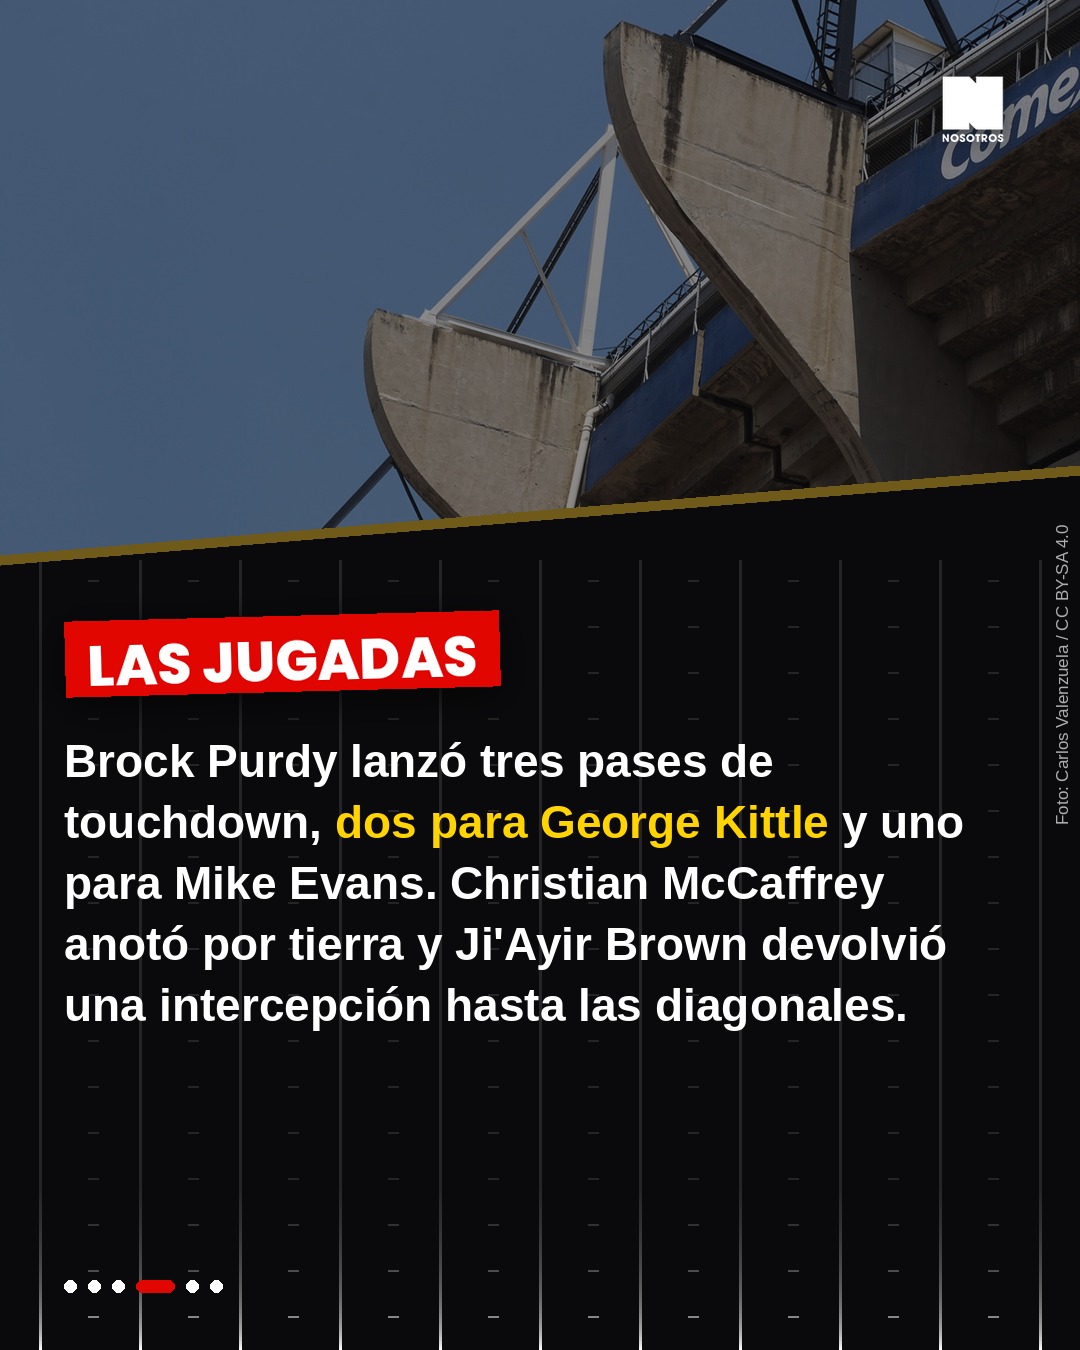 comex
NOSOTROS
Foto: Carlos Valenzuela / CC BY-SA 4.0
LAS JUGADAS
Brock Purdy lanzó tres pases de
touchdown, dos para George Kittle y uno
para Mike Evans. Christian McCaffrey
anotó por tierra y Ji'Ayir Brown devolvió
una intercepción hasta las diagonales.